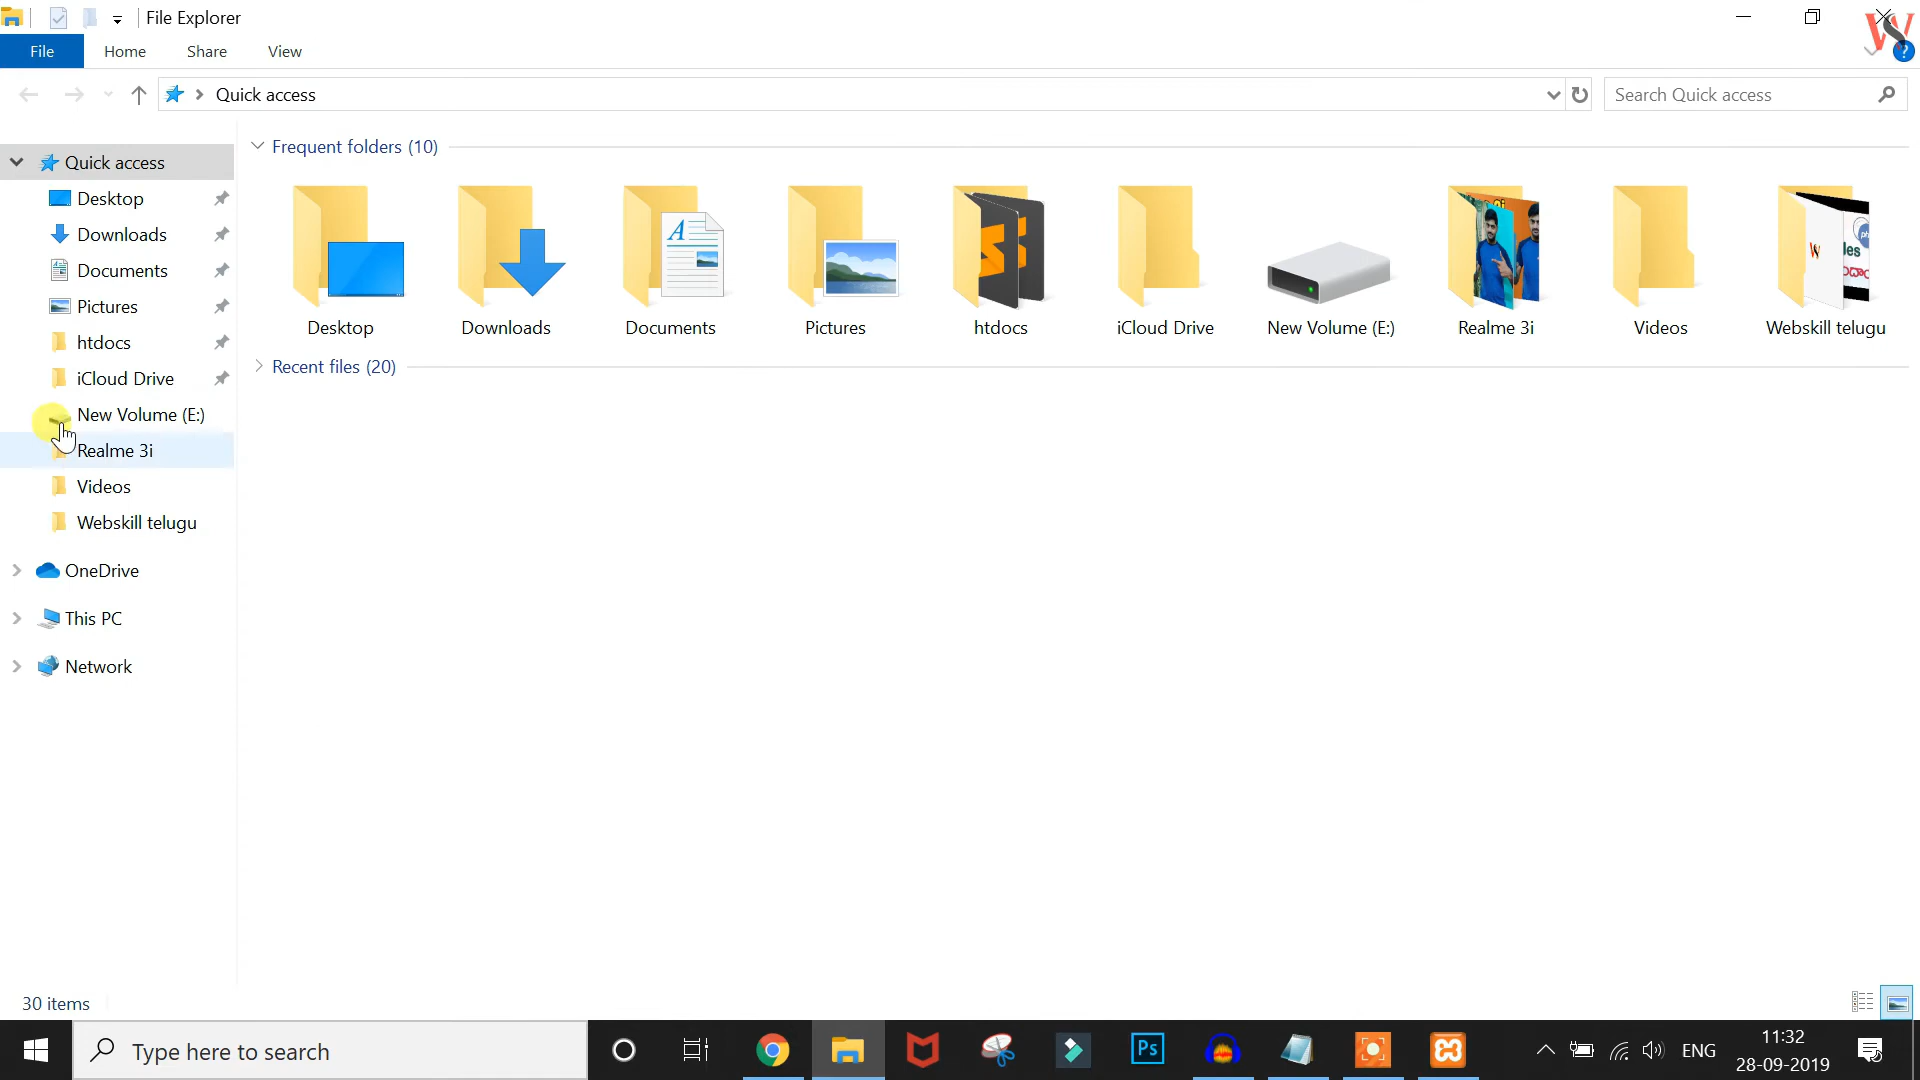 File Explorer
File Home Share View
Quick access
Search Quick access
Quick access
Desktop
Downloads
Documents
Pictures
htdocs
iCloud Drive
New Volume (E:)
Realme 3i
Videos
Webskill telugu
OneDrive
This PC
Network
Frequent folders (10)
Desktop Downloads Documents Pictures htdocs iCloud Drive New Volume (E:) Realme 3i Videos Webskill telugu
Recent files (20)
30 items
Type here to search
Ps
ENG
11:32
28-09-2019